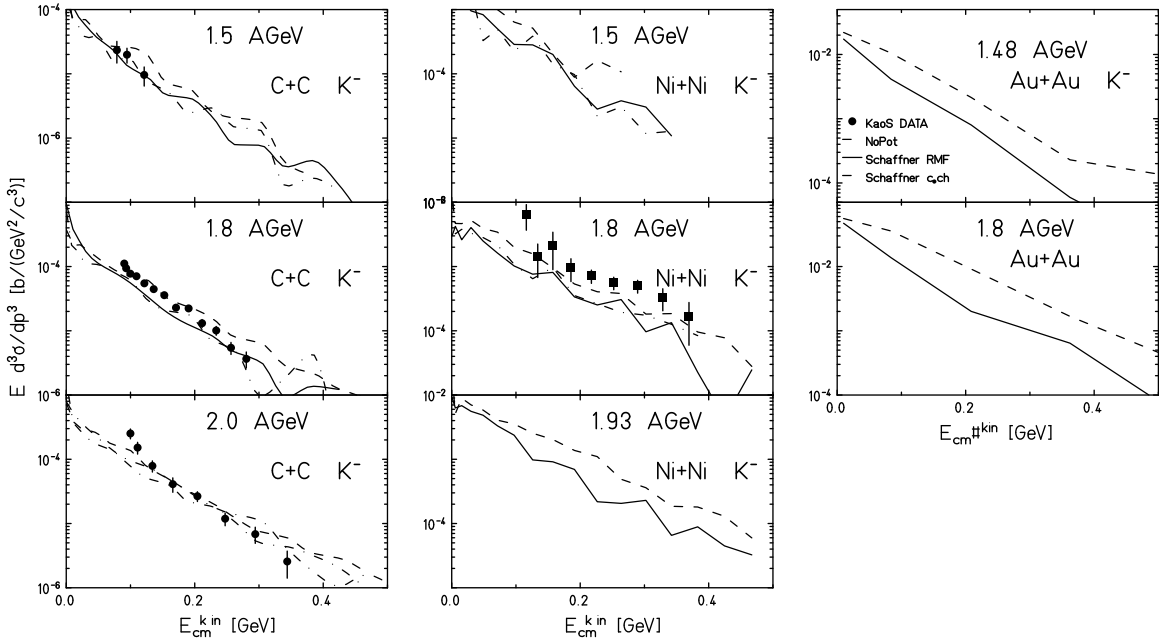 E d³σ/dp³ [b/(GeV²/c³)]
10⁻⁴
10⁻⁶
1.5 AGeV
C+C K⁻
10⁻⁴
10⁻⁶
1.8 AGeV
C+C K⁻
10⁻⁴
10⁻⁶
2.0 AGeV
C+C K⁻
0.0 0.2 0.4
E_cm^kin [GeV]
10⁻⁴
10⁻⁸
1.5 AGeV
Ni+Ni K⁻
10⁻⁴
10⁻²
1.8 AGeV
Ni+Ni K⁻
10⁻⁴
1.93 AGeV
Ni+Ni K⁻
0.0 0.2 0.4
E_cm^kin [GeV]
10⁻²
10⁻⁴
1.48 AGeV
Au+Au K⁻
KaoS DATA
NoPot
Schaffner RMF
Schaffner c.ch
10⁻²
10⁻⁴
1.8 AGeV
Au+Au
0.0 0.2 0.4
E_cm#^kin [GeV]